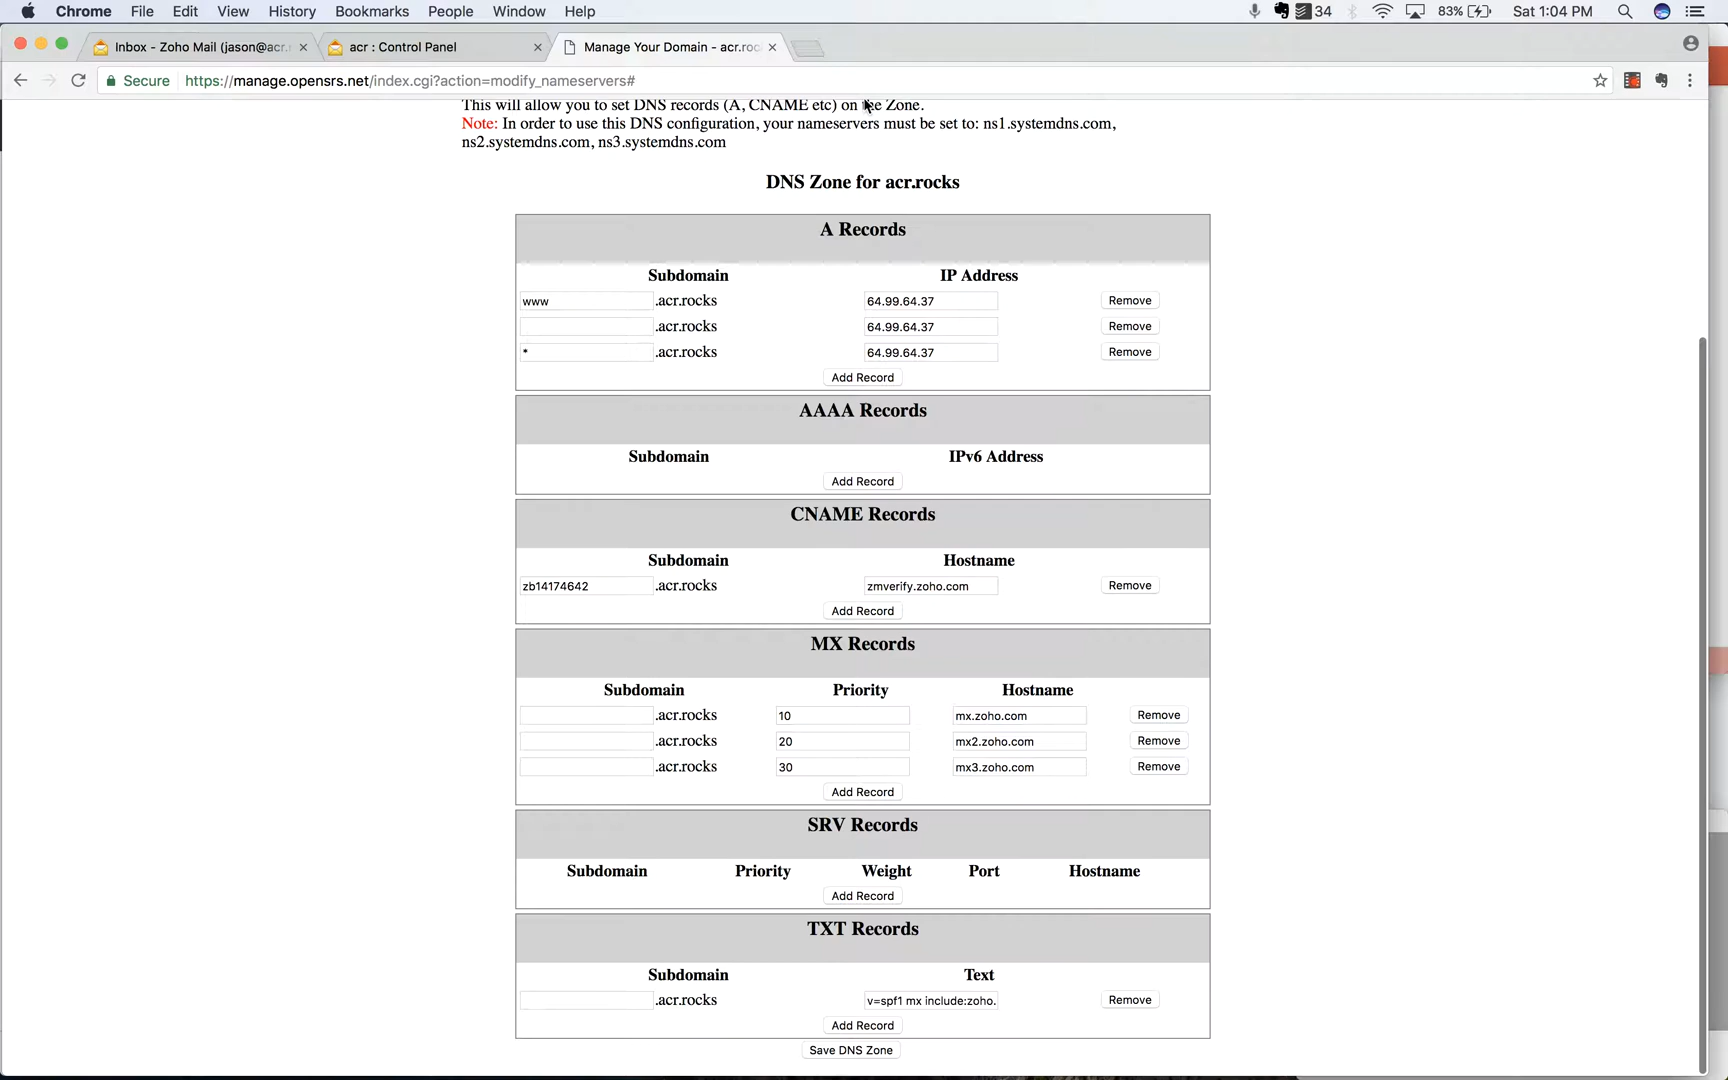 Chrome File Edit View History Bookmarks People Window Help 34 83% Sat 1:04 PM
Inbox - Zoho Mail (jason@acr. acr : Control Panel Manage Your Domain - acr.roc
Secure https://manage.opensrs.net/index.cgi?action=modify_nameservers#
This will allow you to set DNS records (A, CNAME etc) on the Zone.
Note: In order to use this DNS configuration, your nameservers must be set to: ns1.systemdns.com,
ns2.systemdns.com, ns3.systemdns.com
DNS Zone for acr.rocks
A Records
Subdomain IP Address
www .acr.rocks 64.99.64.37 Remove
.acr.rocks 64.99.64.37 Remove
* .acr.rocks 64.99.64.37 Remove
Add Record
AAAA Records
Subdomain IPv6 Address
Add Record
CNAME Records
Subdomain Hostname
zb14174642 .acr.rocks zmverify.zoho.com Remove
Add Record
MX Records
Subdomain Priority Hostname
.acr.rocks 10 mx.zoho.com Remove
.acr.rocks 20 mx2.zoho.com Remove
.acr.rocks 30 mx3.zoho.com Remove
Add Record
SRV Records
Subdomain Priority Weight Port Hostname
Add Record
TXT Records
Subdomain Text
.acr.rocks v=spf1 mx include:zoho. Remove
Add Record
Save DNS Zone